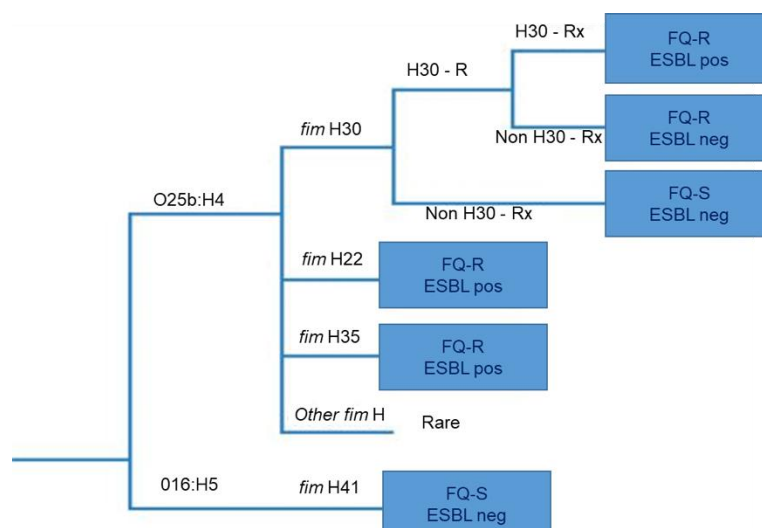 H30 - Rx
FQ-R
ESBL pos
H30 - R
FQ-R
ESBL neg
fim H30
Non H30 - Rx
FQ-S
ESBL neg
O25b:H4
Non H30 - Rx
fim H22
FQ-R
ESBL pos
fim H35
FQ-R
ESBL pos
Other fim H
Rare
016:H5
fim H41
FQ-S
ESBL neg